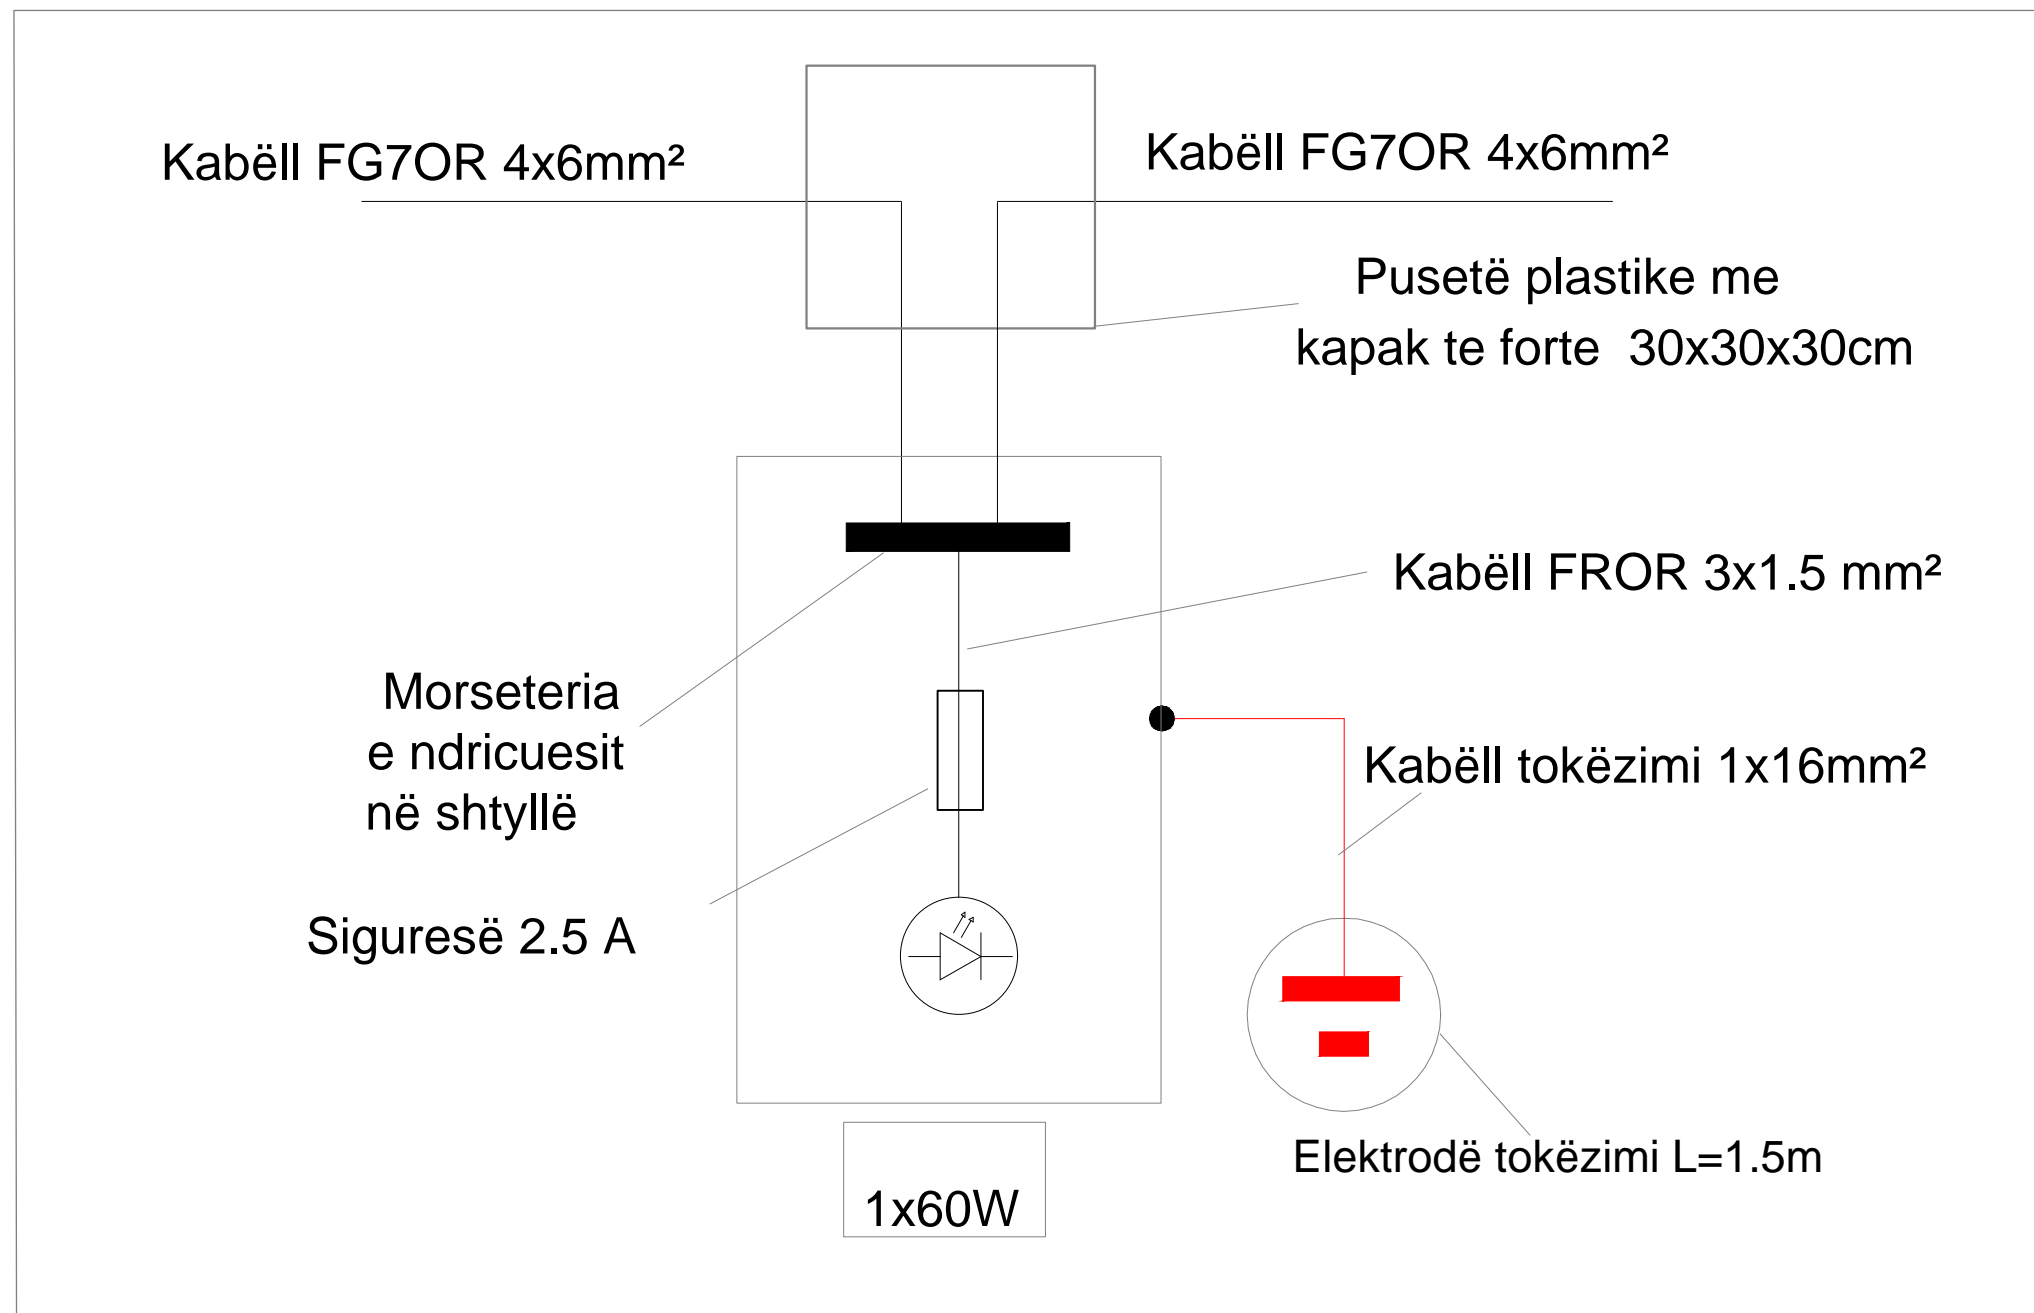 Kabëll FG7OR 4x6mm²
Kabëll FG7OR 4x6mm²
Pusetë plastike me
kapak te forte  30x30x30cm
Kabëll FROR 3x1.5 mm²
Morseteria
e ndricuesit
në shtyllë
Kabëll tokëzimi 1x16mm²
Siguresë 2.5 A
Elektrodë tokëzimi L=1.5m
1x60W